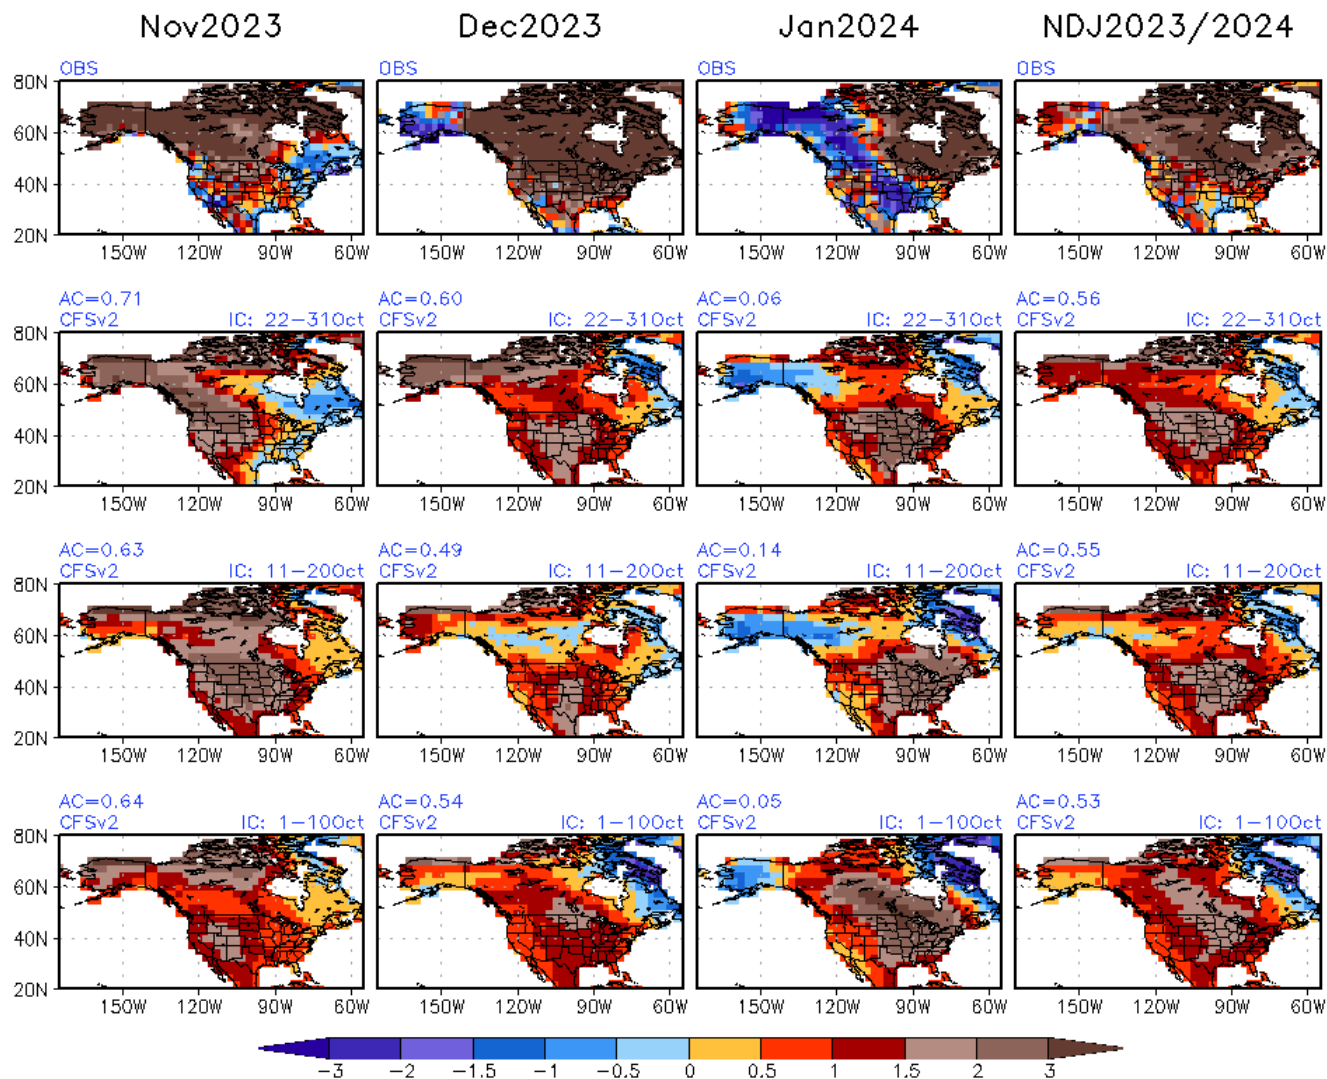 Nov2023 Dec2023 Jan2024 NDJ2023/2024
OBS OBS OBS OBS
80N
60N
40N
20N
150W 120W 90W 60W 150W 120W 90W 60W 150W 120W 90W 60W 150W 120W 90W 60W
AC=0.71 AC=0.60 AC=0.06 AC=0.56
CFSv2 IC: 22-31Oct CFSv2 IC: 22-31Oct CFSv2 IC: 22-31Oct CFSv2 IC: 22-31Oct
80N
60N
40N
20N
150W 120W 90W 60W 150W 120W 90W 60W 150W 120W 90W 60W 150W 120W 90W 60W
AC=0.63 AC=0.49 AC=0.14 AC=0.55
CFSv2 IC: 11-20Oct CFSv2 IC: 11-20Oct CFSv2 IC: 11-20Oct CFSv2 IC: 11-20Oct
80N
60N
40N
20N
150W 120W 90W 60W 150W 120W 90W 60W 150W 120W 90W 60W 150W 120W 90W 60W
AC=0.64 AC=0.54 AC=0.05 AC=0.53
CFSv2 IC: 1-10Oct CFSv2 IC: 1-10Oct CFSv2 IC: 1-10Oct CFSv2 IC: 1-10Oct
80N
60N
40N
20N
150W 120W 90W 60W 150W 120W 90W 60W 150W 120W 90W 60W 150W 120W 90W 60W
-3 -2 -1.5 -1 -0.5 0 0.5 1 1.5 2 3